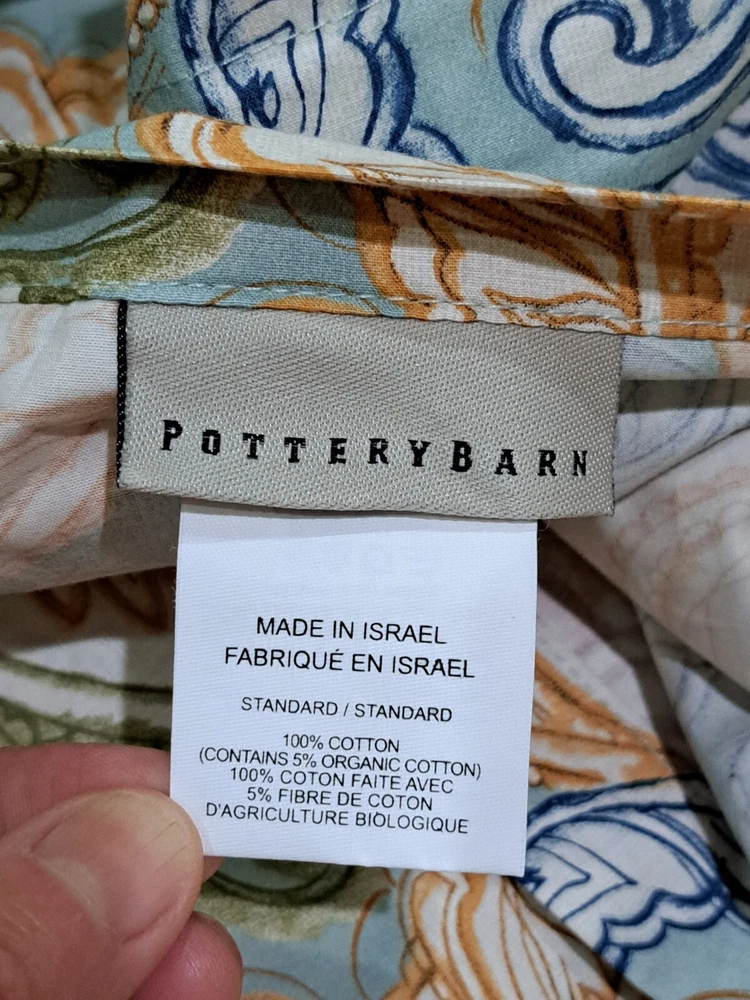 POTTERYBARN
MADE IN ISRAEL
FABRIQUÉ EN ISRAEL
STANDARD / STANDARD
100% COTTON
(CONTAINS 5% ORGANIC COTTON)
100% COTON FAITE AVEC
5% FIBRE DE COTON
D'AGRICULTURE BIOLOGIQUE